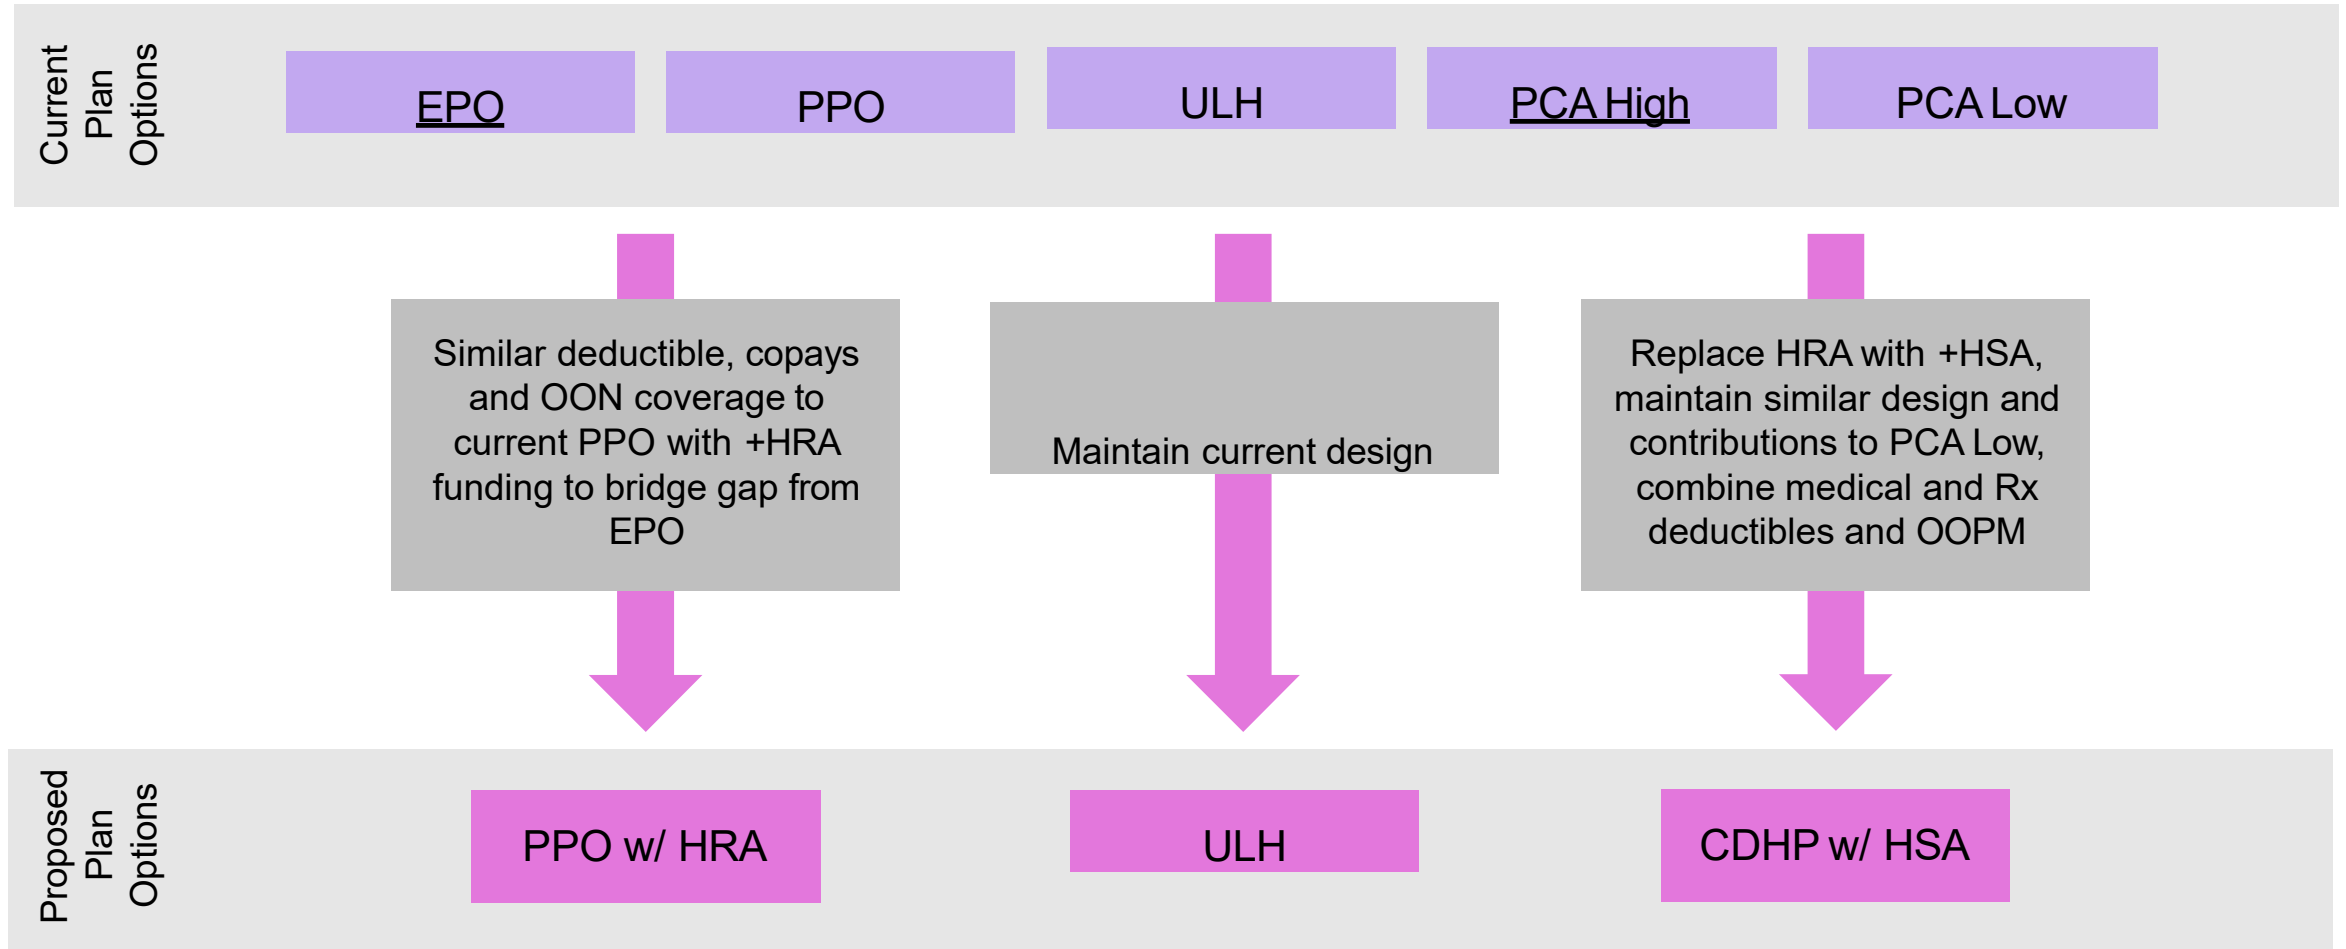 Current
Plan
Options
EPO
PPO
ULH
PCA High
PCA Low
Similar deductible, copays
and OON coverage to
current PPO with +HRA
funding to bridge gap from
EPO
Maintain current design
Replace HRA with +HSA,
maintain similar design and
contributions to PCA Low,
combine medical and Rx
deductibles and OOPM
Proposed
Plan
Options
PPO w/ HRA
ULH
CDHP w/ HSA